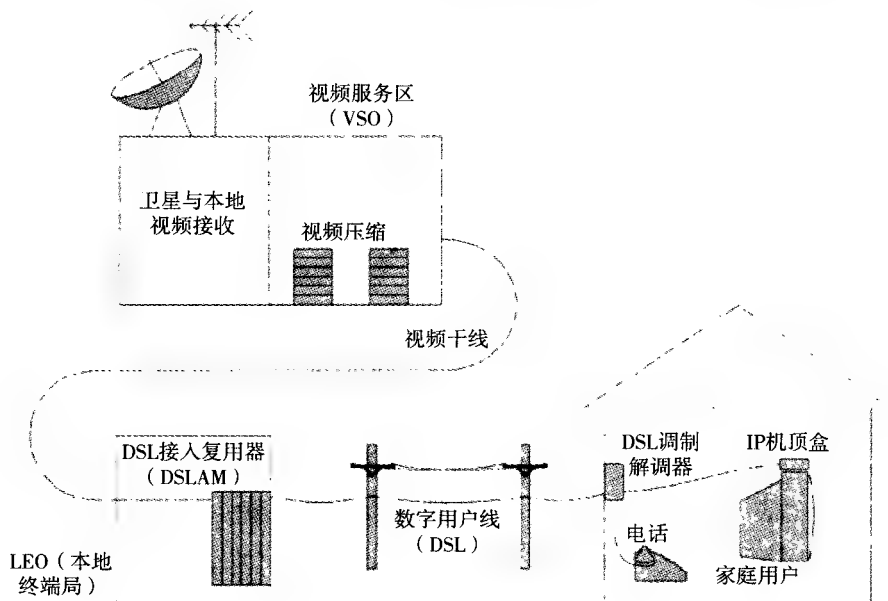 视频服务区
（VSO）
卫星与本地
视频接收
视频压缩
视频干线
DSL接入复用器
（DSLAM）
DSL调制
解调器
IP机顶盒
数字用户线
（DSL）
电话
家庭用户
LEO（本地
终端局）